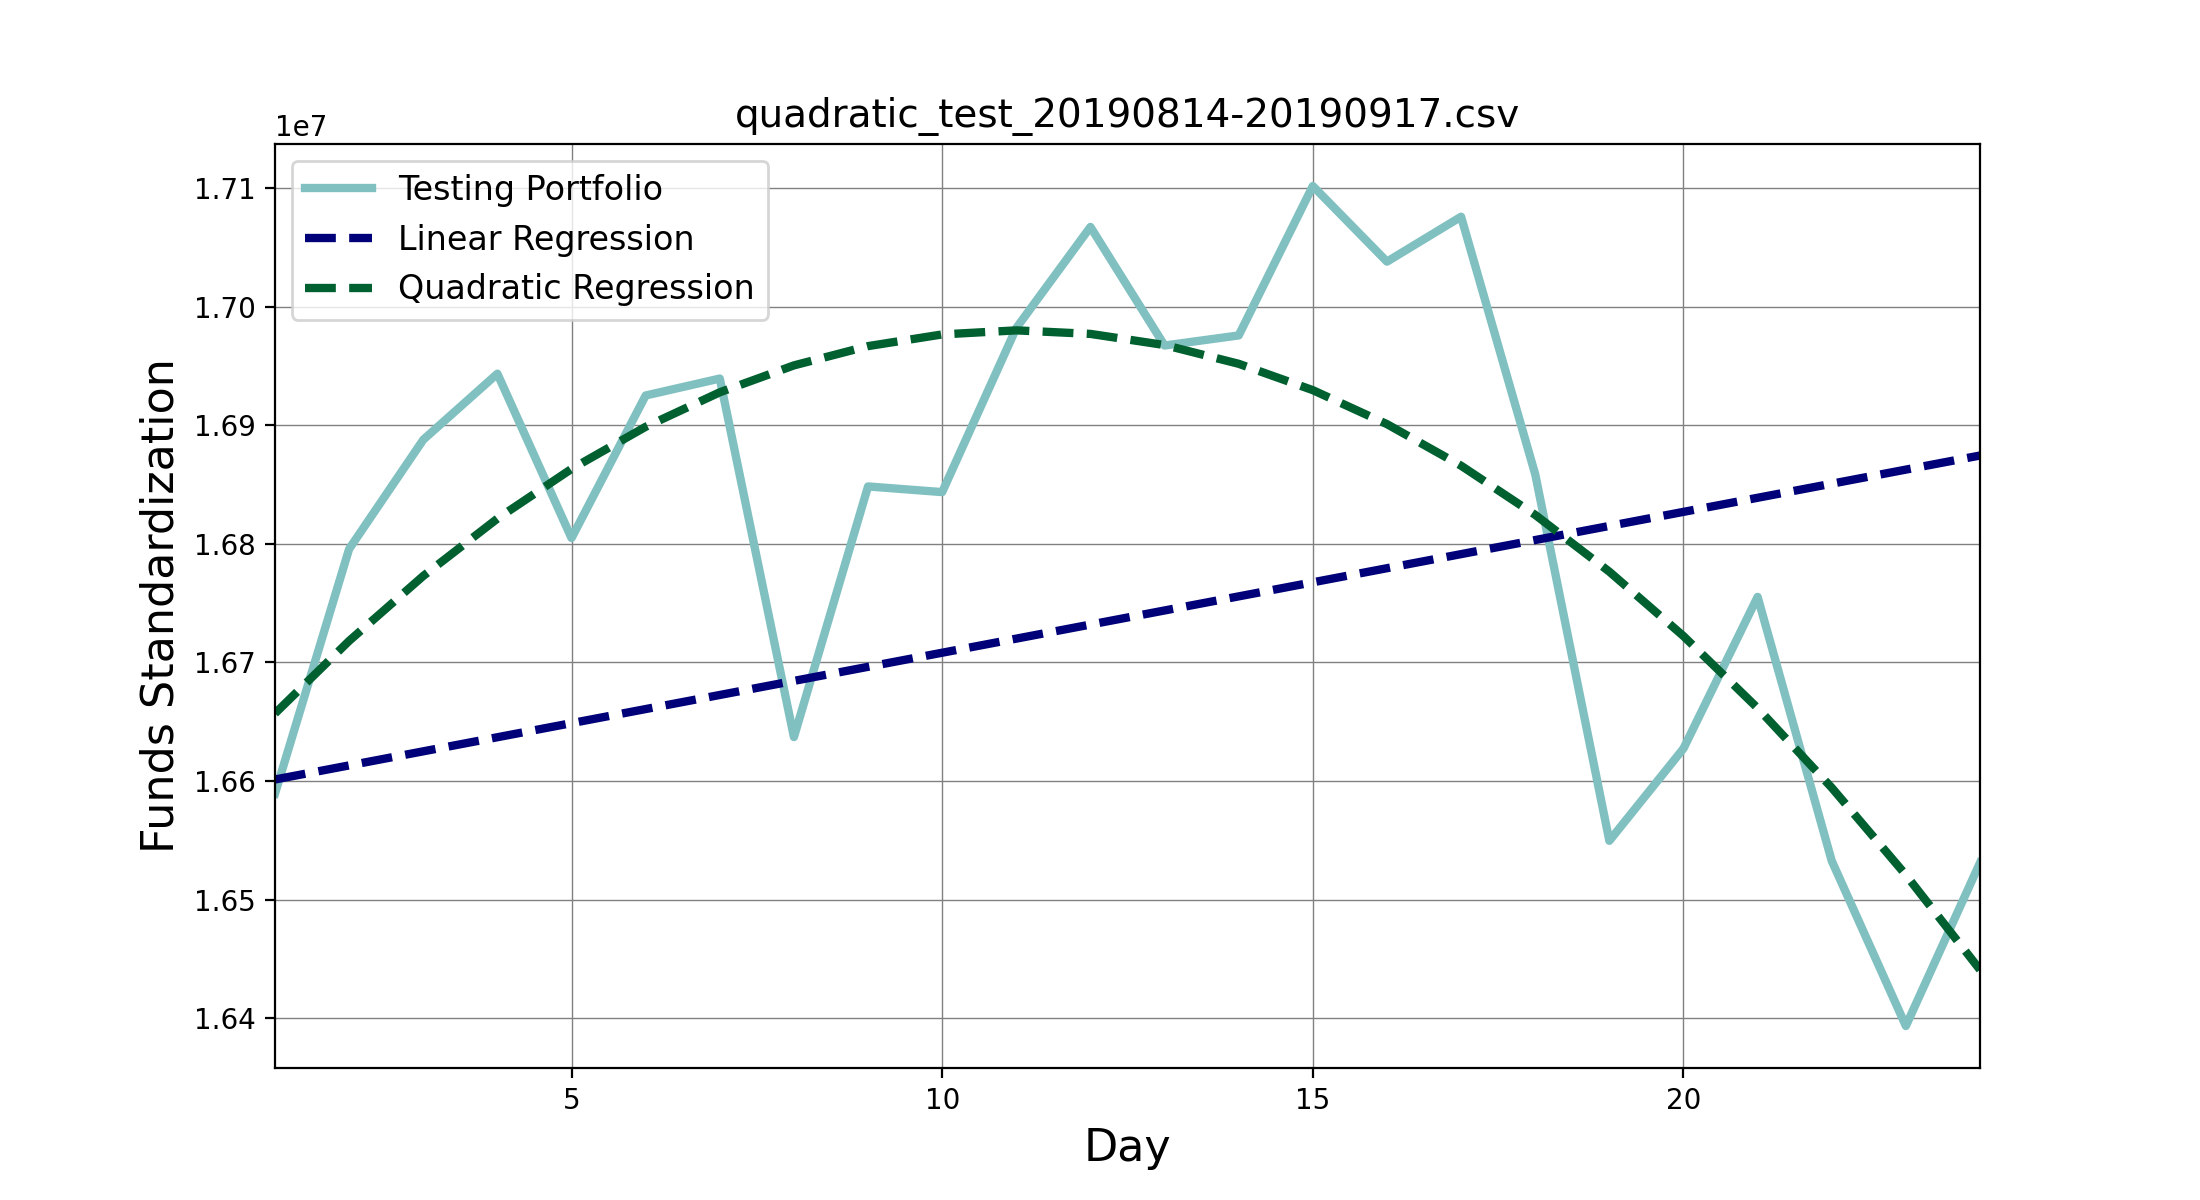 quadratic_test_20190814-20190917.csv
1e7
Testing Portfolio
Linear Regression
Quadratic Regression
1.71
1.70
1.69
1.68
1.67
1.66
1.65
1.64
Funds Standardization
5 10 15 20
Day